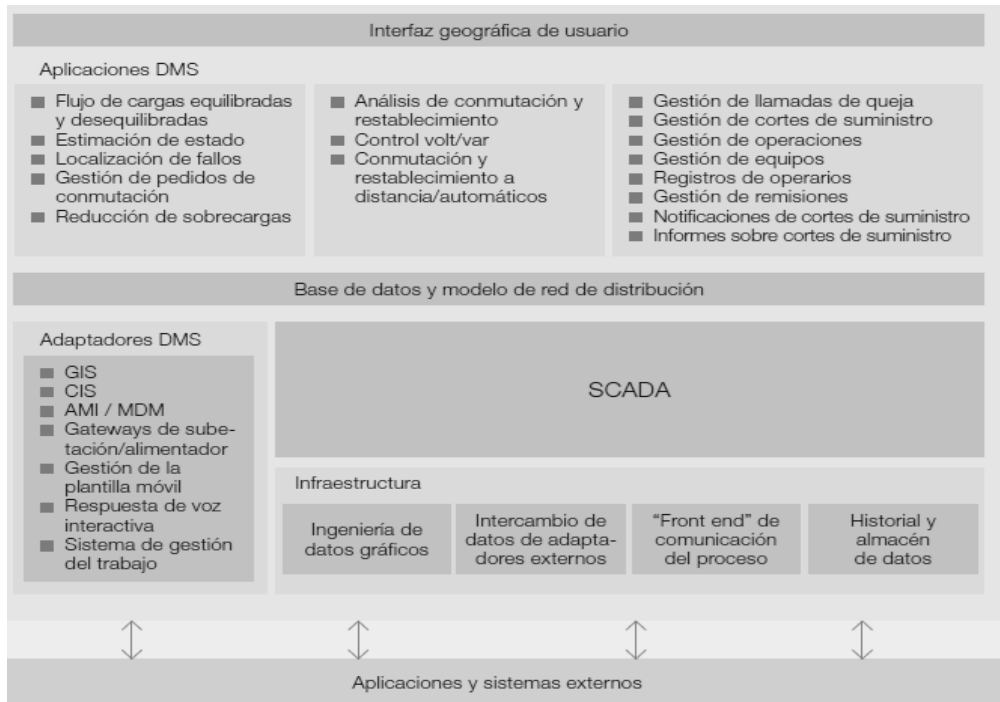 Interfaz geográfica de usuario
Aplicaciones DMS
Flujo de cargas equilibradas
y desequilibradas
Estimación de estado
Localización de fallos
Gestión de pedidos de
conmutación
Reducción de sobrecargas
Análisis de conmutación y
restablecimiento
Control volt/var
Conmutación y
restablecimiento a
distancia/automáticos
Gestión de llamadas de queja
Gestión de cortes de suministro
Gestión de operaciones
Gestión de equipos
Registros de operarios
Gestión de remisiones
Notificaciones de cortes de suministro
Informes sobre cortes de suministro
Base de datos y modelo de red de distribución
Adaptadores DMS
GIS
CIS
AMI / MDM
Gateways de sube-
tación/alimentador
Gestión de la
plantilla móvil
Respuesta de voz
interactiva
Sistema de gestión
del trabajo
SCADA
Infraestructura
Ingeniería de
datos gráficos
Intercambio de
datos de adapta-
dores externos
“Front end” de
comunicación
del proceso
Historial y
almacén
de datos
Aplicaciones y sistemas externos